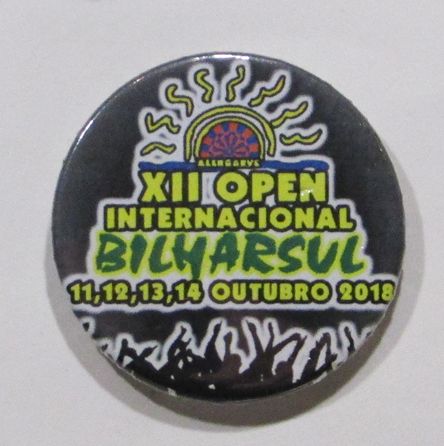 ALLGARVE
XII OPEN
INTERNACIONAL
BILHARSUL
11,12,13,14 OUTUBRO 2018